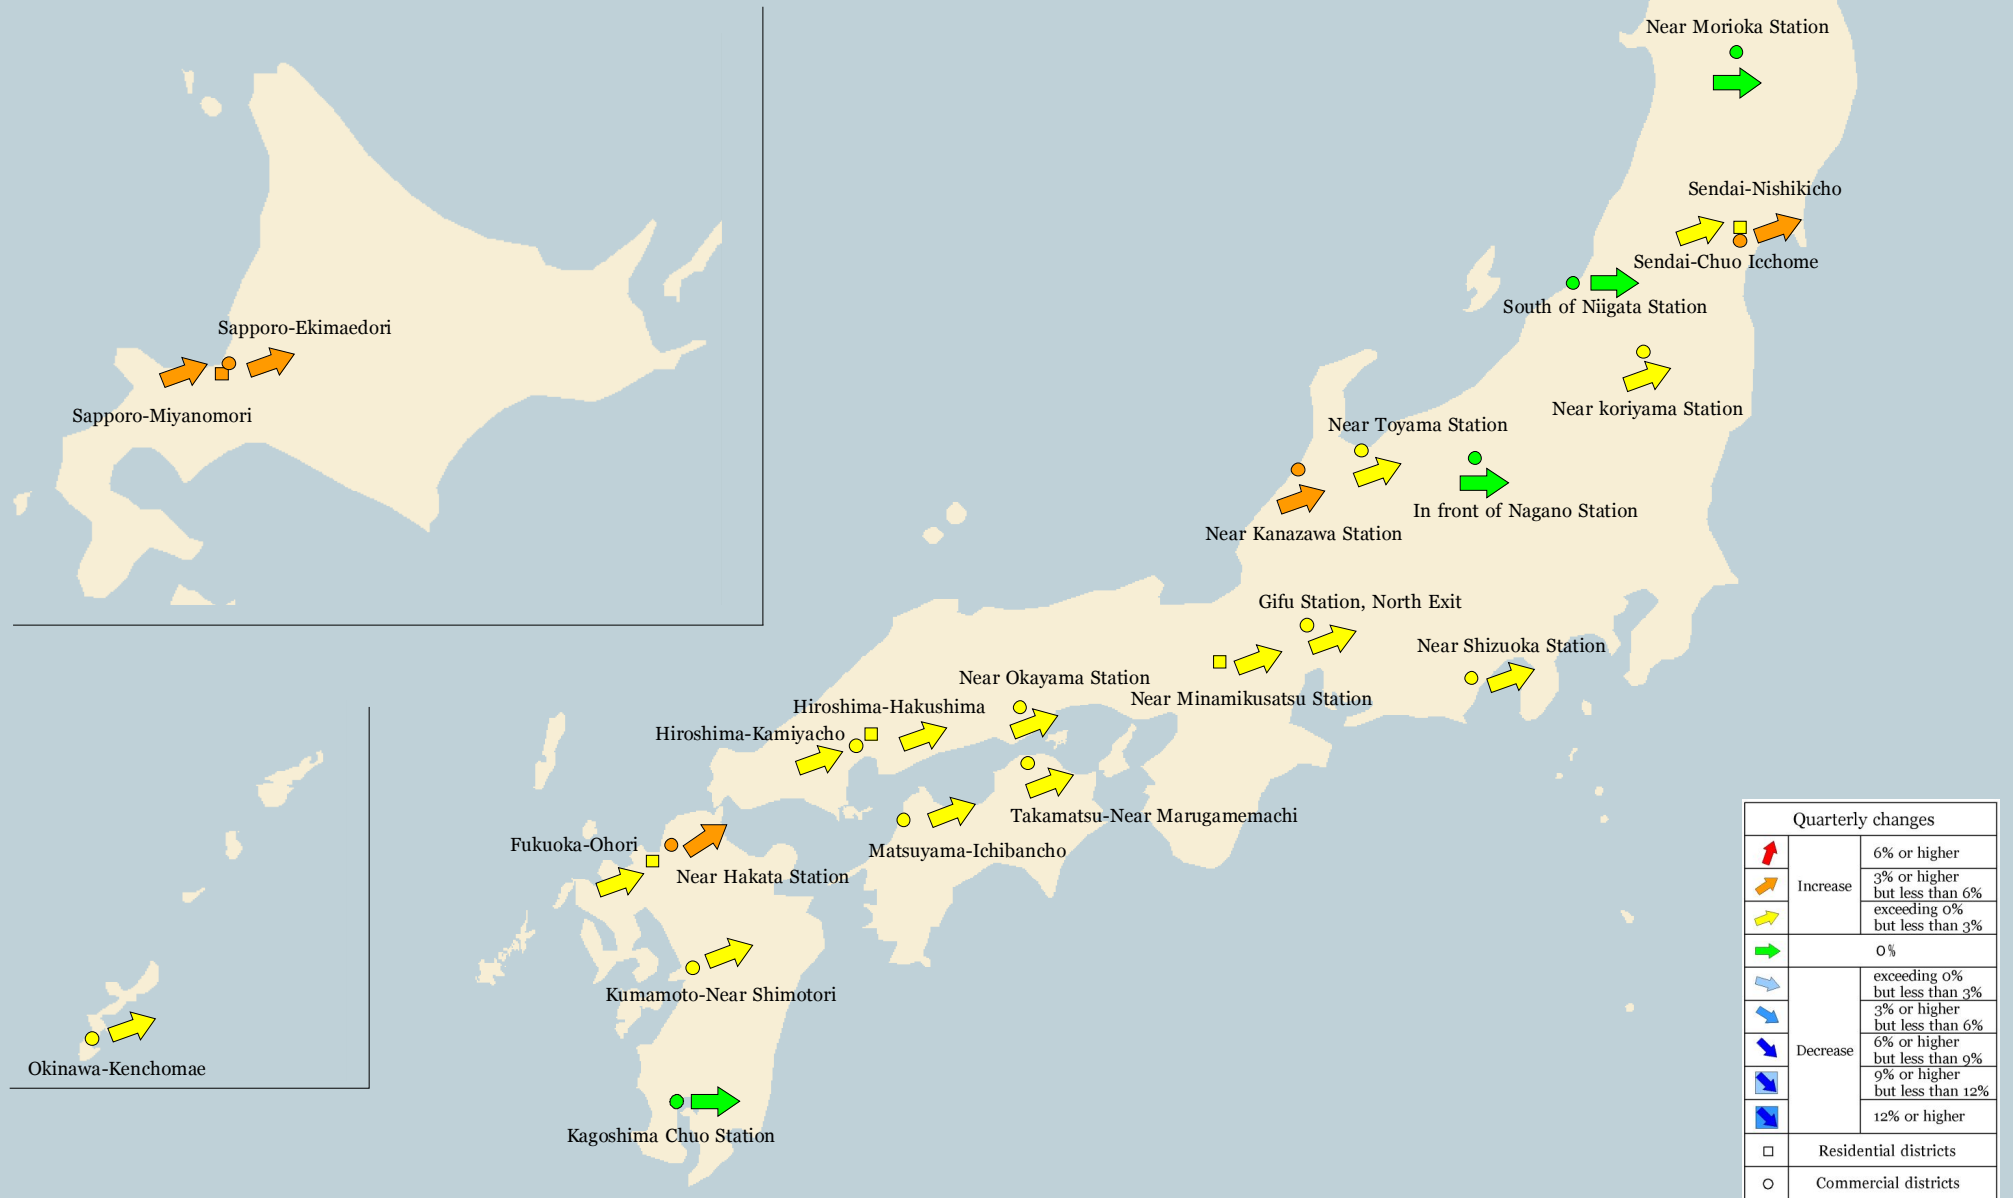 Near Morioka Station
Sendai-Nishikicho
Sendai-Chuo Icchome
South of Niigata Station
Sapporo-Ekimaedori
Sapporo-Miyanomori
Near koriyama Station
Near Toyama Station
In front of Nagano Station
Near Kanazawa Station
Gifu Station, North Exit
Near Shizuoka Station
Near Okayama Station
Near Minamikusatsu Station
Hiroshima-Hakushima
Hiroshima-Kamiyacho
Takamatsu-Near Marugamemachi
Fukuoka-Ohori
Matsuyama-Ichibancho
Near Hakata Station
Kumamoto-Near Shimotori
Okinawa-Kenchomae
Kagoshima Chuo Station
Quarterly changes
Increase
6% or higher
3% or higher
but less than 6%
exceeding 0%
but less than 3%
0%
Decrease
exceeding 0%
but less than 3%
3% or higher
but less than 6%
6% or higher
but less than 9%
9% or higher
but less than 12%
12% or higher
Residential districts
Commercial districts